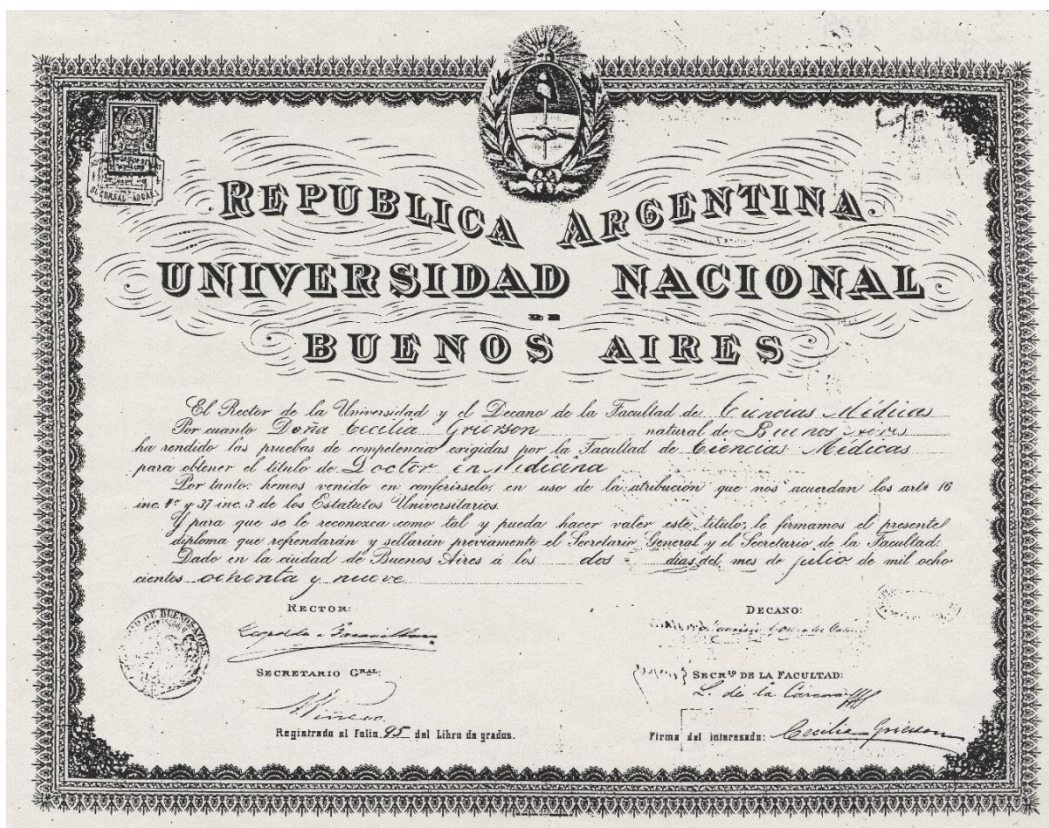 REPUBLICA ARGENTINA
UNIVERSIDAD NACIONAL
DE
BUENOS AIRES
El Rector de la Universidad y el Decano de la Facultad de Ciencias Médicas
Por cuanto Doña Cecilia Grierson natural de Buenos Aires
ha rendido las pruebas de competencia exigidas por la Facultad de Ciencias Médicas
para obtener el título de Doctor en Medicina
Por tanto: hemos venido en conferírselo, en uso de la atribución que nos acuerdan los arts 16
inc. 4º y 37 inc. 3 de los Estatutos Universitarios.
Y para que se le reconozca como tal y pueda hacer valer este título, le firmamos el presente
diploma que refrendarán y sellarán previamente el Secretario General y el Secretario de la Facultad.
Dado en la ciudad de Buenos Aires á los dos días del mes de julio de mil ocho
cientos ochenta y nueve
RECTOR:
DECANO:
SECRETARIO GRAL:
SECRIO DE LA FACULTAD:
Registrado al folio 95 del Libro de grados.
Firma del interesado: Cecilia Grierson